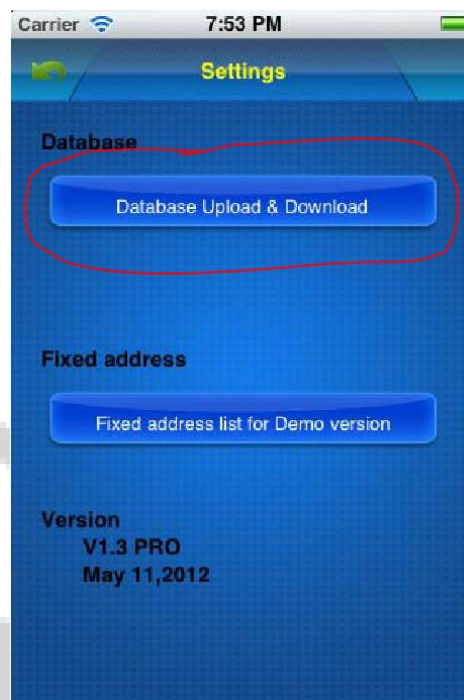 Carrier 7:53 PM
Settings
Database
Database Upload & Download
Fixed address
Fixed address list for Demo version
Version
V1.3 PRO
May 11,2012